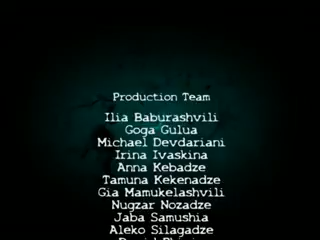 Production Team
Ilia Baburashvili
Goga Gulua
Michael Devdariani
Irina Ivaskina
Anna Kebadze
Tamuna Kekenadze
Gia Mamukelashvili
Nugzar Nozadze
Jaba Samushia
Aleko Silagadze